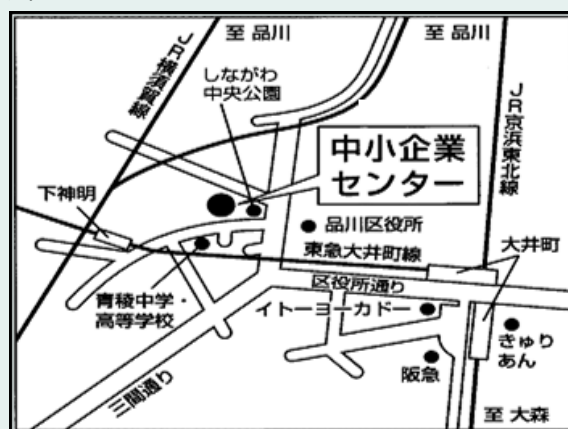 至 品川
至 品川
JR横須賀線
しながわ
中央公園
JR京浜東北線
中小企業
センター
下神明
品川区役所
東急大井町線
大井町
区役所通り
青稜中学・
高等学校
イトーヨーカドー
きゅり
あん
三間通り
阪急
至 大森